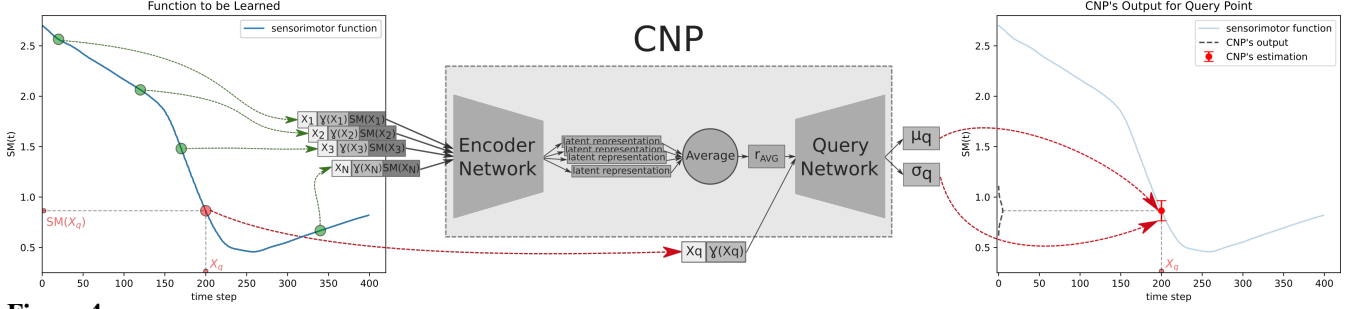 Function to be Learned
sensorimotor function
2.5
2.0
1.5
1.0
0.5
SM(t)
SM(Xq)
Xq
0 50 100 150 200 250 300 350 400
time step
X1 Ɣ(X1) SM(X1)
X2 Ɣ(X2) SM(X2)
X3 Ɣ(X3) SM(X3)
XN Ɣ(XN) SM(XN)
CNP
Encoder
Network
latent representation
latent representation
latent representation
latent representation
Average
rAVG
Query
Network
Xq Ɣ(Xq)
μq
σq
CNP's Output for Query Point
sensorimotor function
CNP's output
CNP's estimation
2.5
2.0
1.5
1.0
0.5
SM(t)
Xq
0 50 100 150 200 250 300 350 400
time step